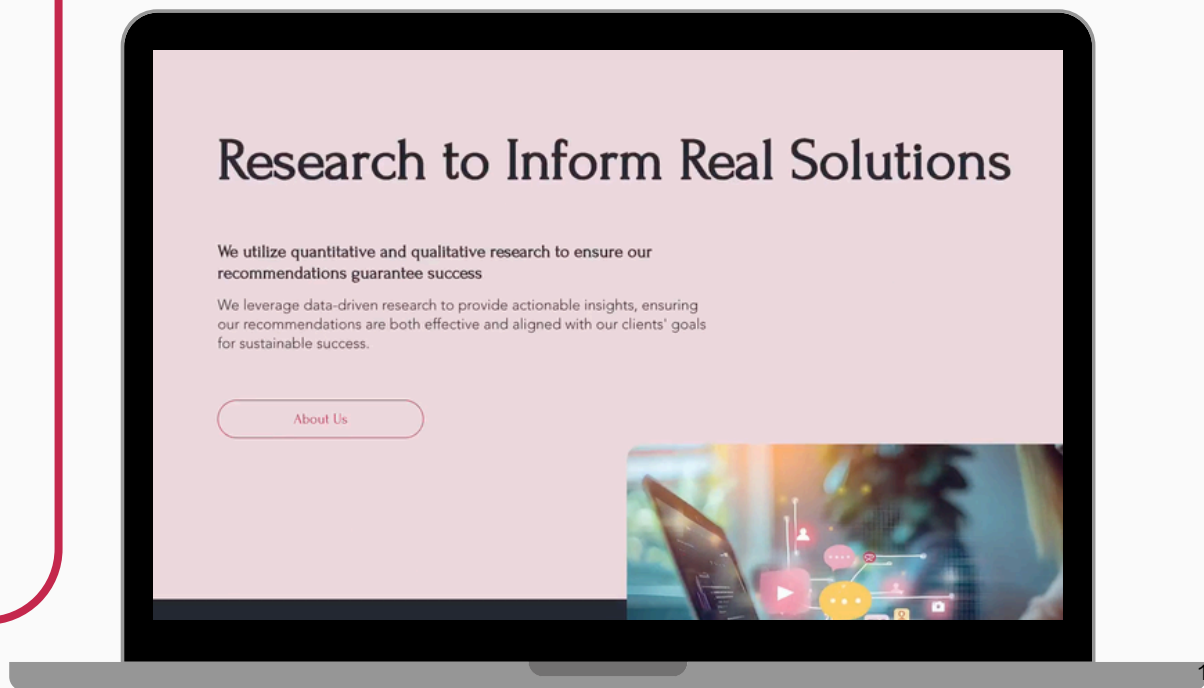 Research to Inform Real Solutions
We utilize quantitative and qualitative research to ensure our
recommendations guarantee success
We leverage data-driven research to provide actionable insights, ensuring
our recommendations are both effective and aligned with our clients' goals
for sustainable success.
About Us